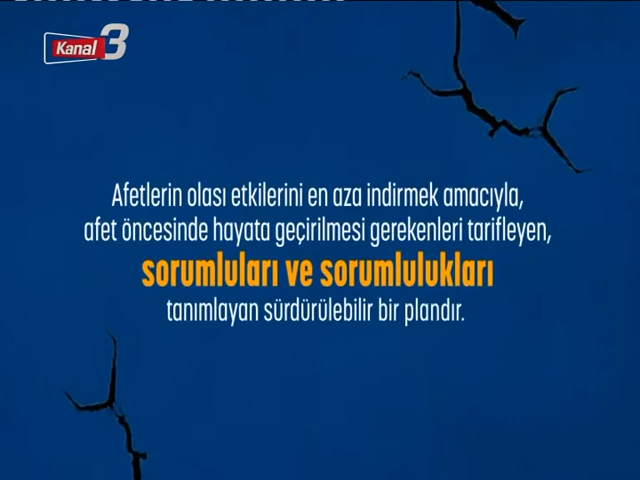 Kanal 3
Afetlerin olası etkilerini en aza indirmek amacıyla,
afet öncesinde hayata geçirilmesi gerekenleri tarifleyen,
sorumluları ve sorumlulukları
tanımlayan sürdürülebilir bir plandır.